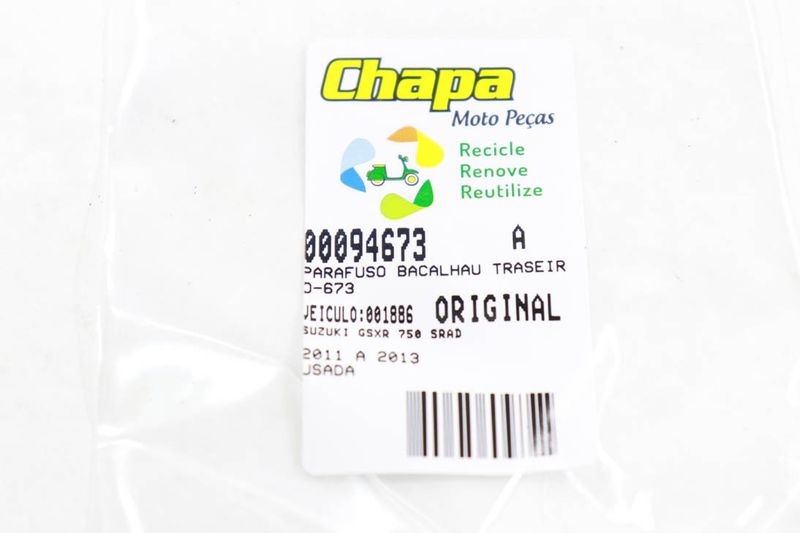 Chapa
Moto Peças
Recicle
Renove
Reutilize
00094673 A
PARAFUSO BACALHAU TRASEIR
O-673
VEICULO:001886 ORIGINAL
SUZUKI GSXR 750 SRAD
2011 A 2013
USADA